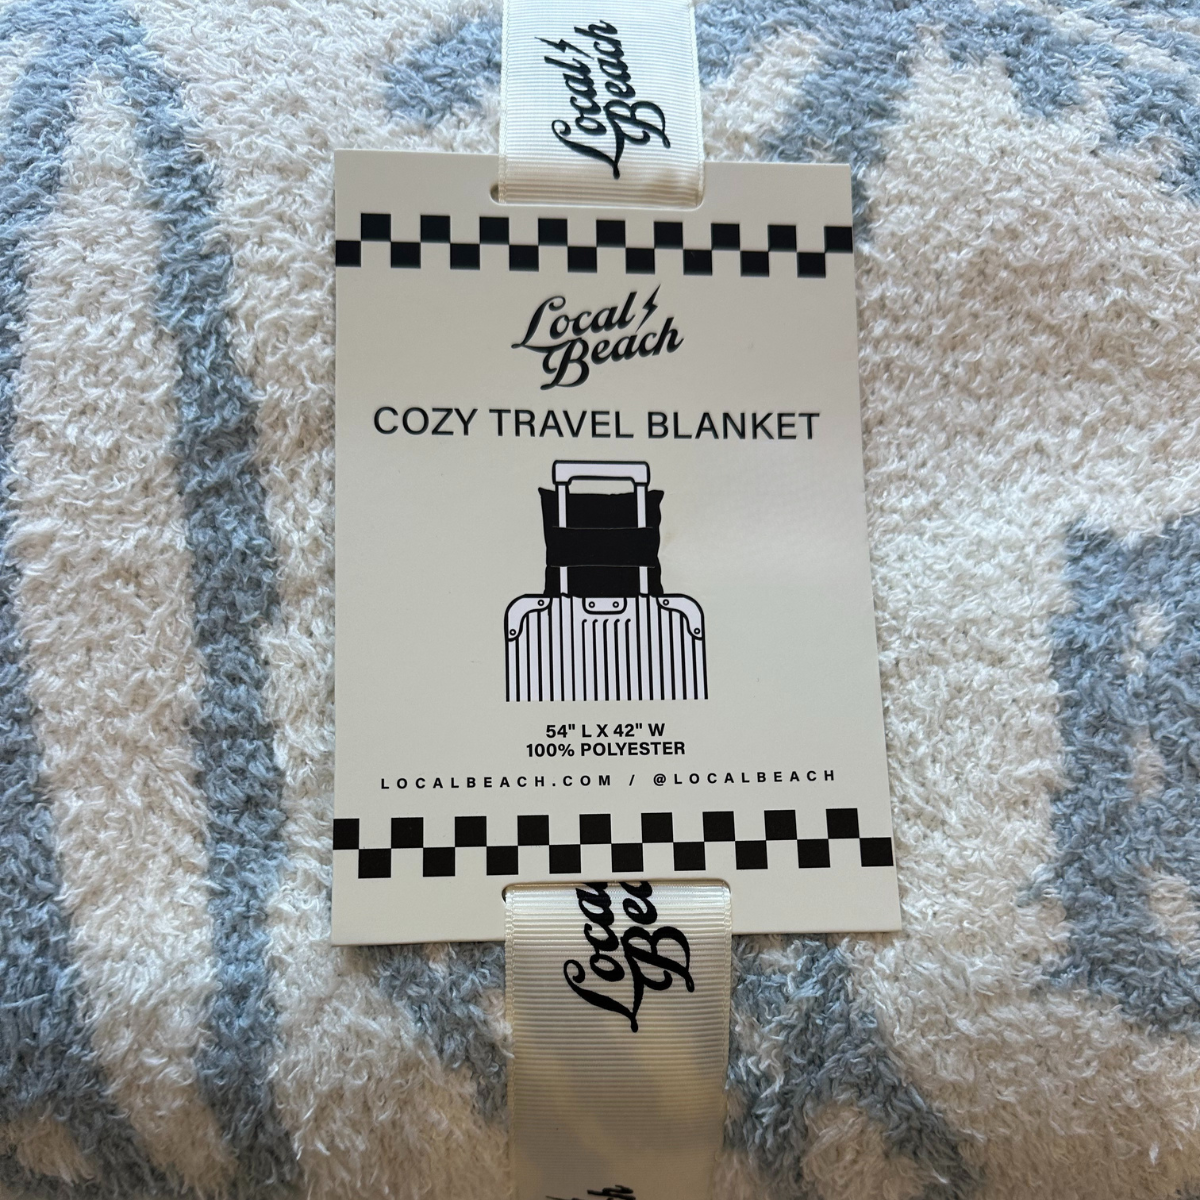 Local
Beach
Local
Beach
COZY TRAVEL BLANKET
54" L X 42" W
100% POLYESTER
LOCALBEACH.COM / @LOCALBEACH
Local
Beach